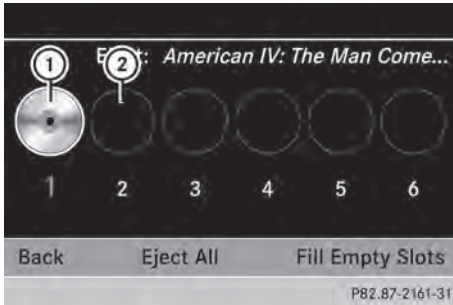 1 2
American IV: The Man Come...
1 2 3 4 5 6
Back Eject All Fill Empty Slots
P82.87-2161-31